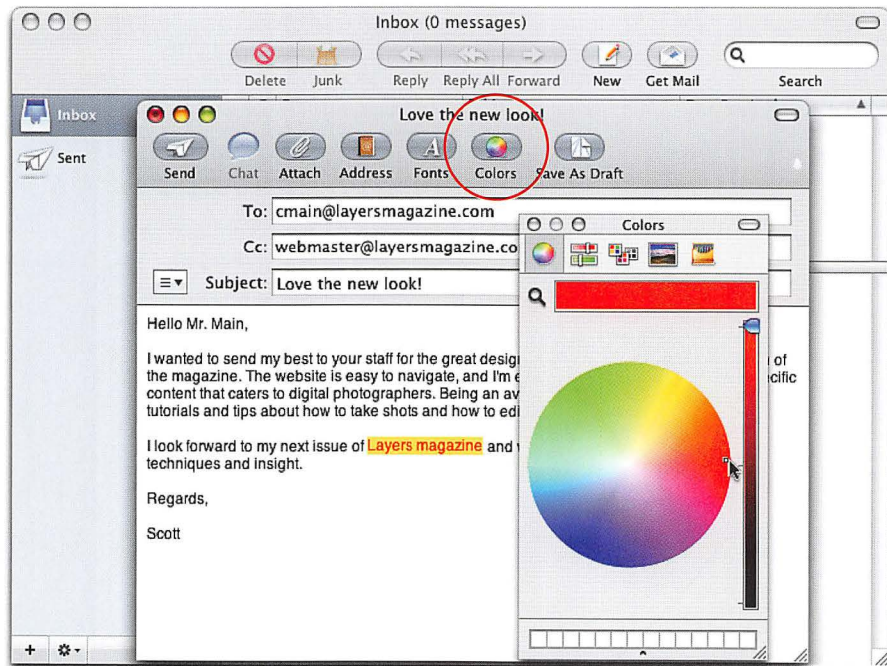 Inbox (0 messages)
Delete Junk Reply Reply All Forward New Get Mail Search
Inbox
Sent
Love the new look!
Send Chat Attach Address Fonts Colors Save As Draft
To: cmain@layersmagazine.com
Cc: webmaster@layersmagazine.co
Subject: Love the new look!
Colors
Hello Mr. Main,
I wanted to send my best to your staff for the great desig of
the magazine. The website is easy to navigate, and I'm e cific
content that caters to digital photographers. Being an av
tutorials and tips about how to take shots and how to edi
I look forward to my next issue of Layers magazine and
techniques and insight.
Regards,
Scott